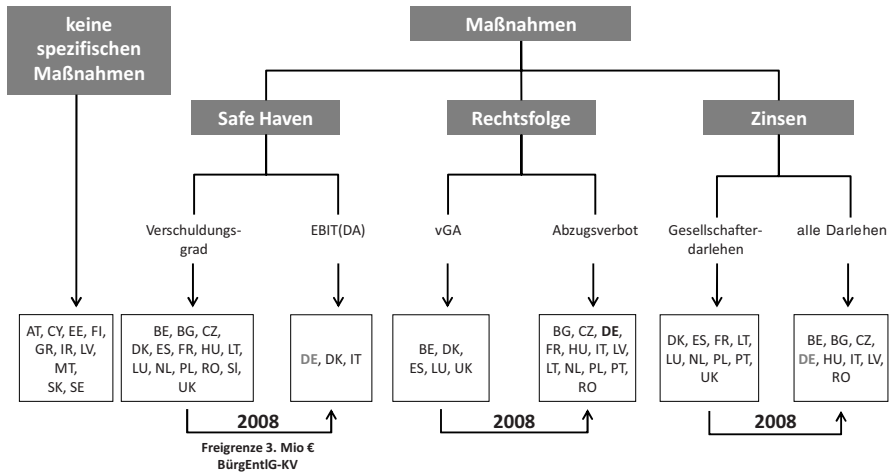 keine
spezifischen
Maßnahmen
Maßnahmen
Safe Haven
Rechtsfolge
Zinsen
Verschuldungs-
grad
EBIT(DA)
vGA
Abzugsverbot
Gesellschafter-
darlehen
alle Darlehen
AT, CY, EE, FI,
GR, IR, LV,
MT,
SK, SE
BE, BG, CZ,
DK, ES, FR, HU, LT,
LU, NL, PL, RO, SI,
UK
DE, DK, IT
BE, DK,
ES, LU, UK
BG, CZ, DE,
FR, HU, IT, LV,
LT, NL, PL, PT,
RO
DK, ES, FR, LT,
LU, NL, PL, PT,
UK
BE, BG, CZ,
DE, HU, IT, LV,
RO
2008
Freigrenze 3. Mio €
BürgEntlG-KV
2008
2008